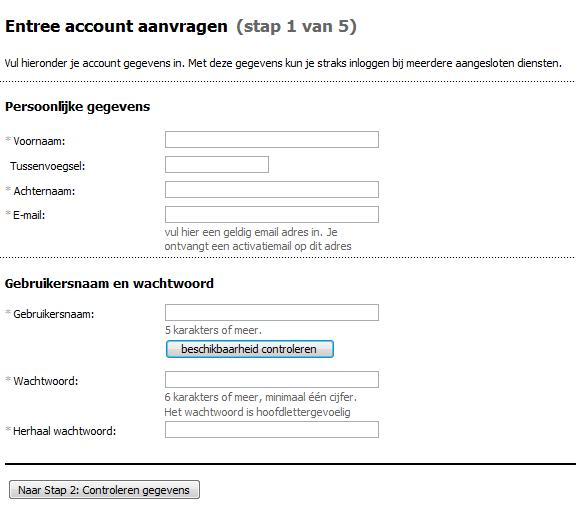 Entree account aanvragen (stap 1 van 5)
Vul hieronder je account gegevens in. Met deze gegevens kun je straks inloggen bij meerdere aangesloten diensten.
Persoonlijke gegevens
* Voornaam:
Tussenvoegsel:
* Achternaam:
* E-mail:
vul hier een geldig email adres in. Je
ontvangt een activatiemail op dit adres
Gebruikersnaam en wachtwoord
* Gebruikersnaam:
5 karakters of meer.
beschikbaarheid controleren
* Wachtwoord:
6 karakters of meer, minimaal één cijfer.
Het wachtwoord is hoofdlettergevoelig
* Herhaal wachtwoord:
Naar Stap 2: Controleren gegevens